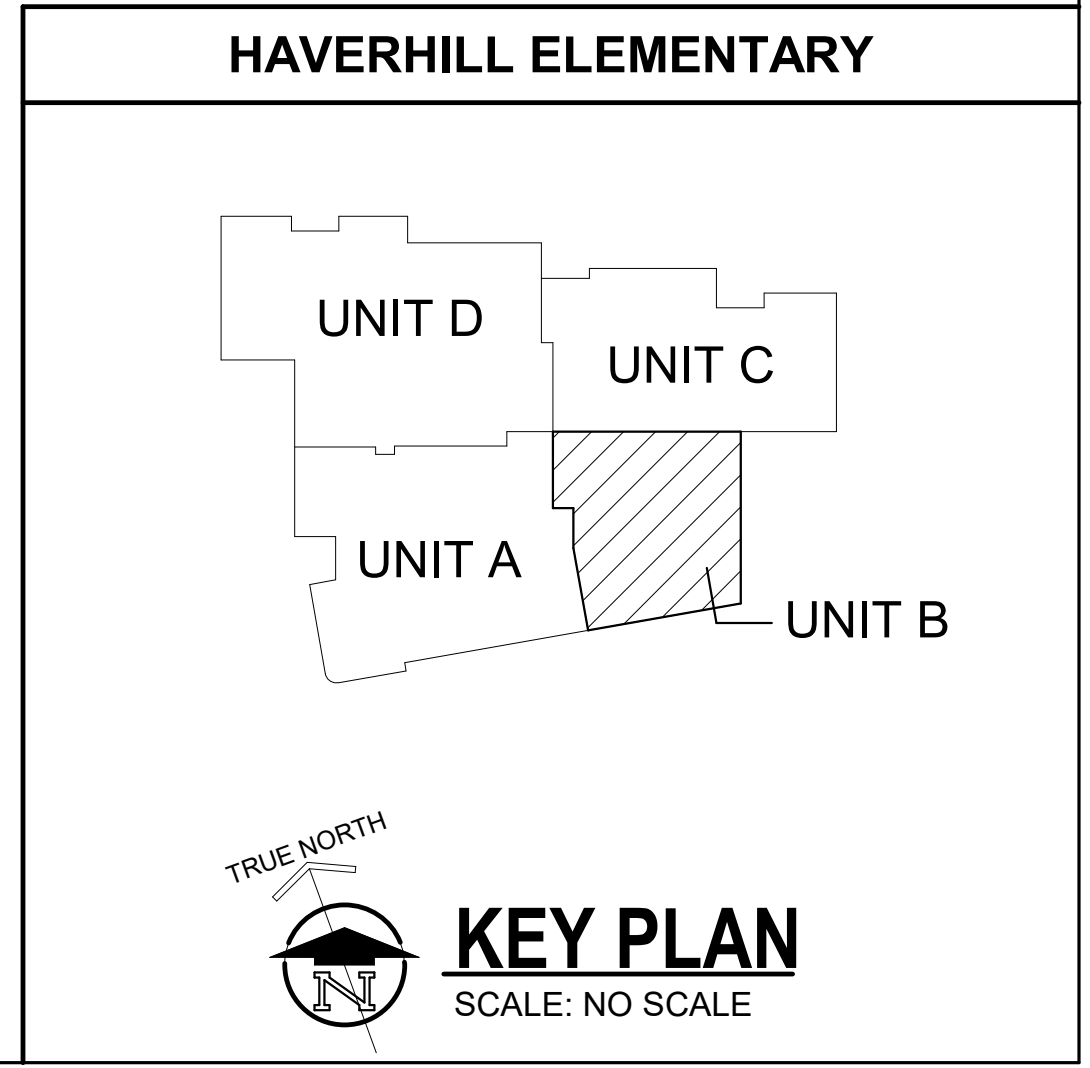 HAVERHILL ELEMENTARY
UNIT D
UNIT C
UNIT A
UNIT B
TRUE NORTH
N
KEY PLAN
SCALE: NO SCALE